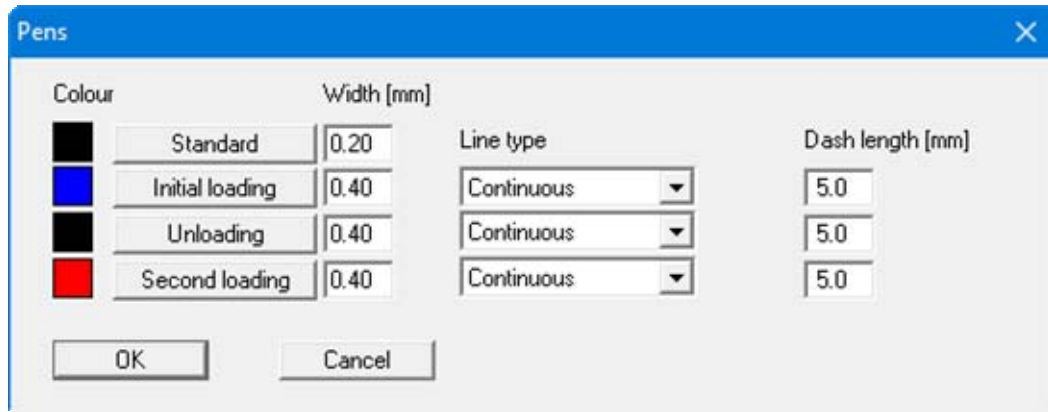 Pens
Colour Width [mm]
Standard 0.20 Line type Dash length [mm]
Initial loading 0.40 Continuous 5.0
Unloading 0.40 Continuous 5.0
Second loading 0.40 Continuous 5.0
OK Cancel